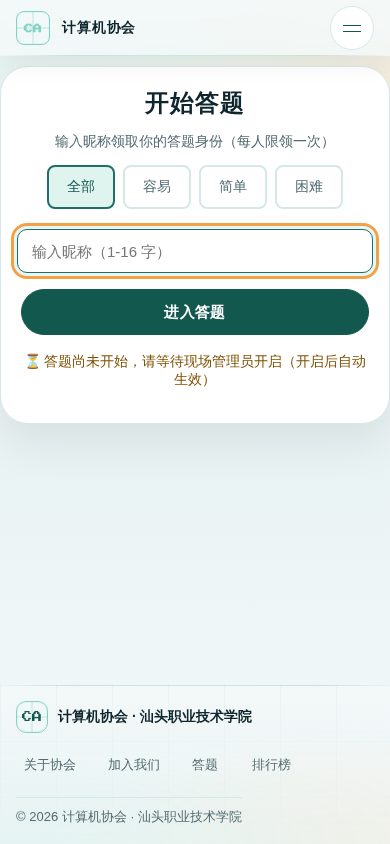 CA 计算机协会
开始答题
输入昵称领取你的答题身份（每人限领一次）
全部 容易 简单 困难
输入昵称（1-16 字）
进入答题
⏳ 答题尚未开始，请等待现场管理员开启（开启后自动
生效）
CA 计算机协会 · 汕头职业技术学院
关于协会 加入我们 答题 排行榜
© 2026 计算机协会 · 汕头职业技术学院